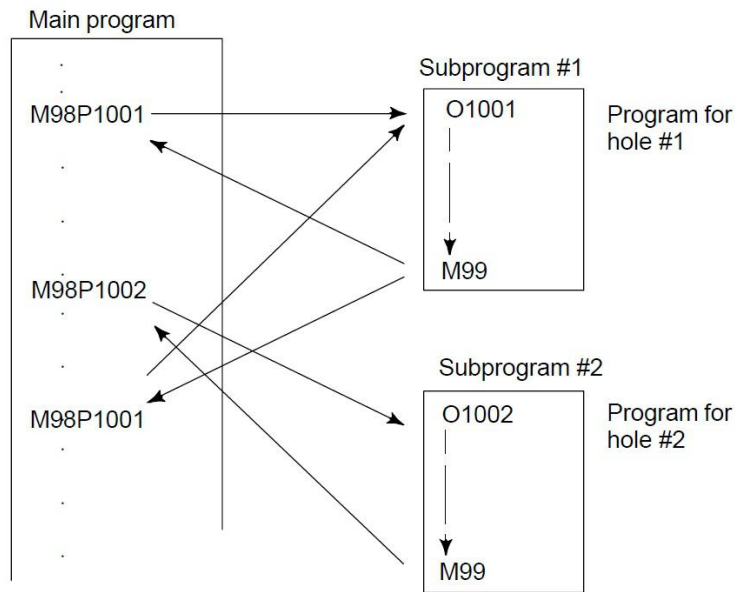 Main program
M98P1001
M98P1002
M98P1001
Subprogram #1
O1001
M99
Program for
hole #1
Subprogram #2
O1002
M99
Program for
hole #2